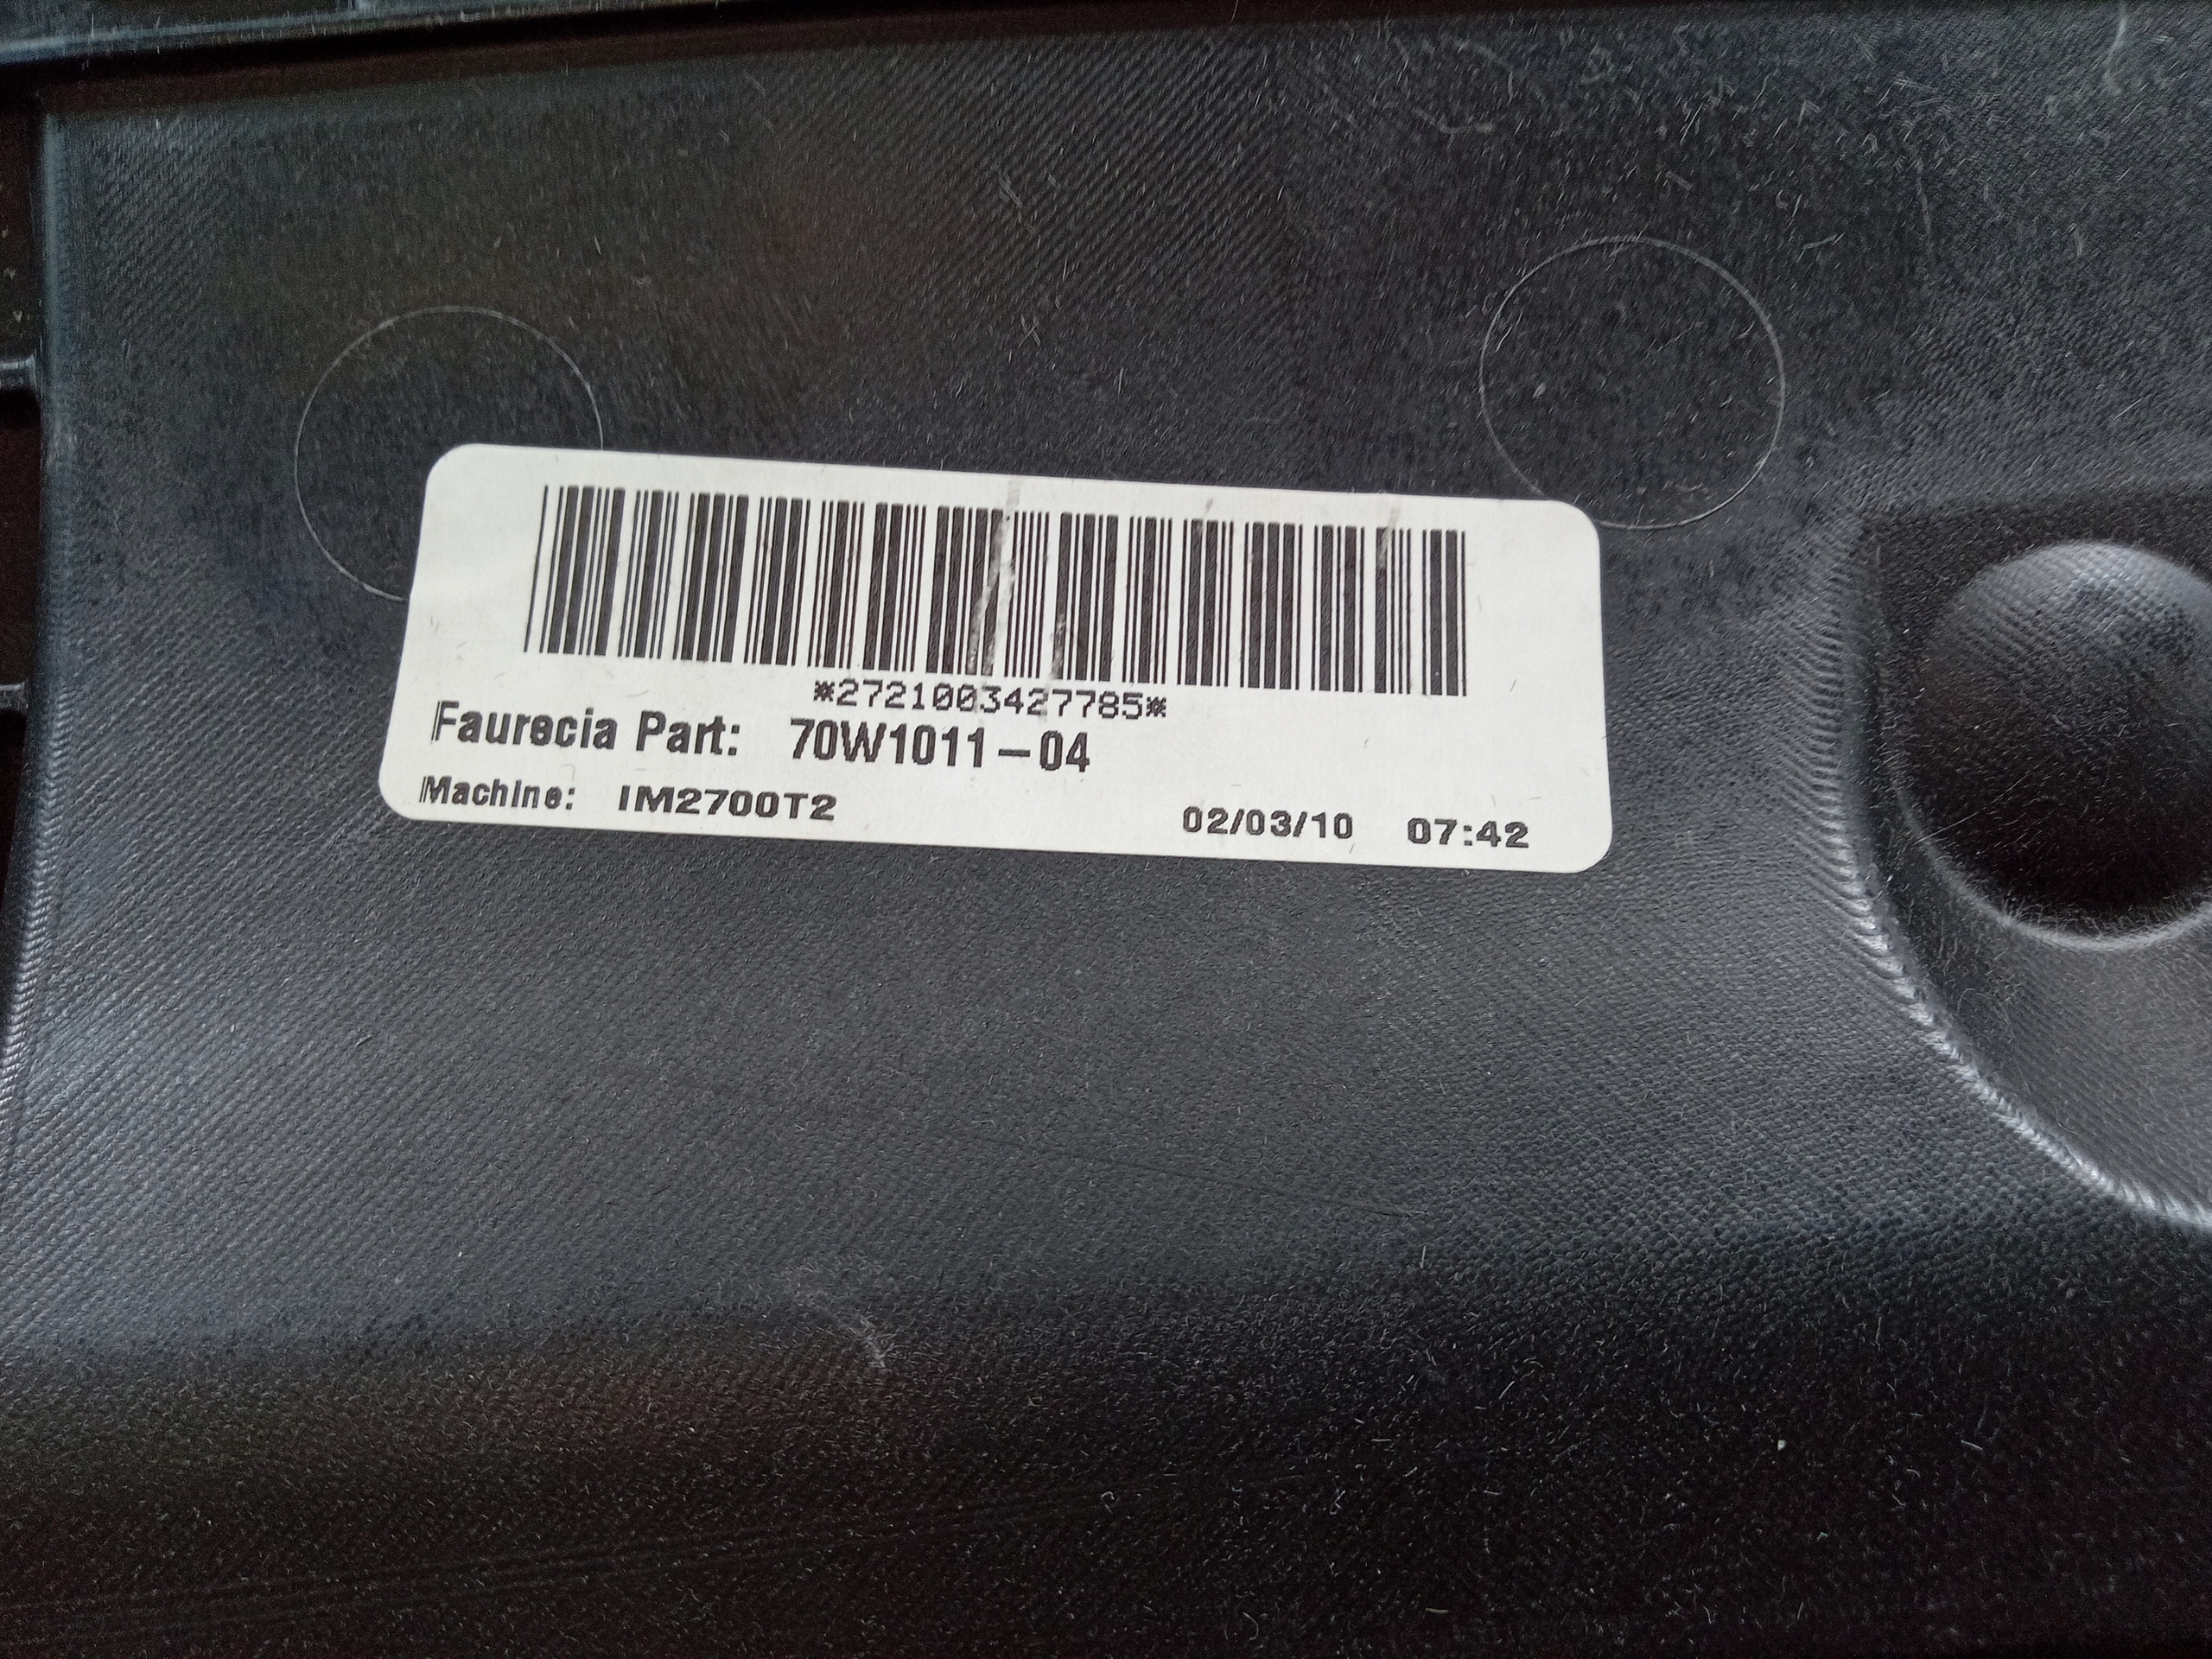 *2721003427785*
Faurecia Part: 70W1011-04
Machine: IM2700T2 02/03/10 07:42